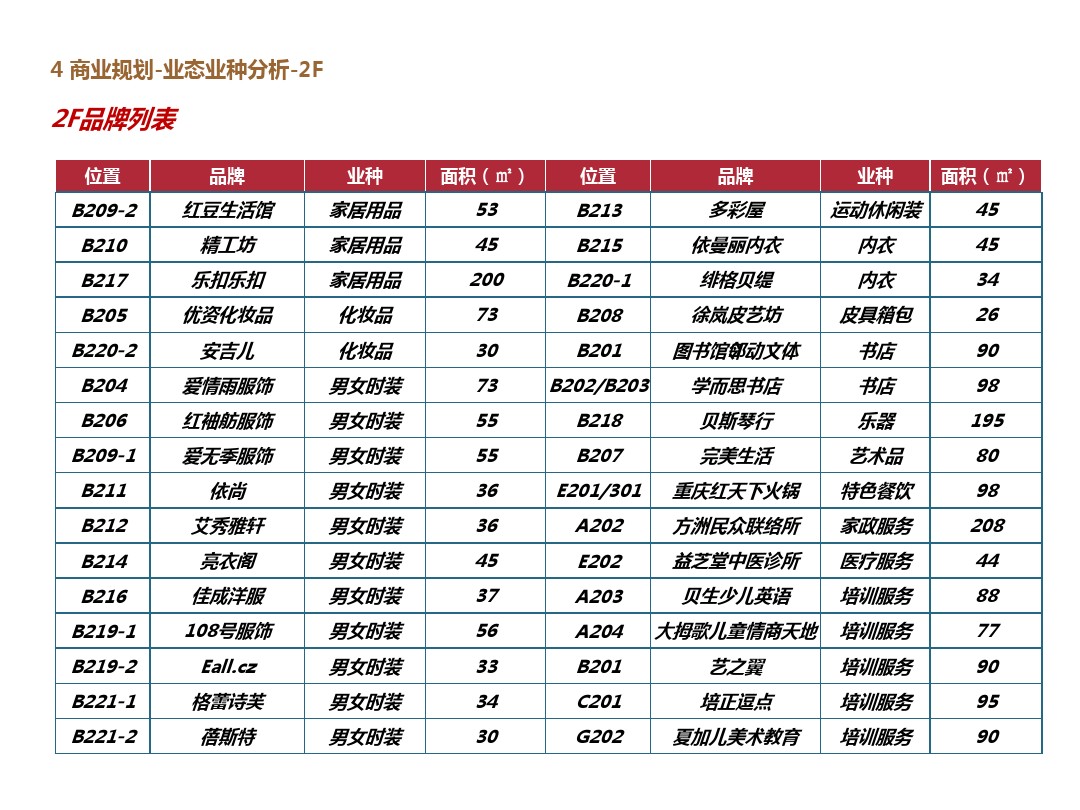 4 商业规划-业态业种分析-2F
2F品牌列表
位置 品牌 业种 面积（㎡） 位置 品牌 业种 面积（㎡）
B209-2 红豆生活馆 家居用品 53 B213 多彩屋 运动休闲装 45
B210 精工坊 家居用品 45 B215 依曼丽内衣 内衣 45
B217 乐扣乐扣 家居用品 200 B220-1 绯格贝缇 内衣 34
B205 优资化妆品 化妆品 73 B208 徐岚皮艺坊 皮具箱包 26
B220-2 安吉儿 化妆品 30 B201 图书馆邻动文体 书店 90
B204 爱情雨服饰 男女时装 73 B202/B203 学而思书店 书店 98
B206 红袖舫服饰 男女时装 55 B218 贝斯琴行 乐器 195
B209-1 爱无季服饰 男女时装 55 B207 完美生活 艺术品 80
B211 依尚 男女时装 36 E201/301 重庆红天下火锅 特色餐饮 98
B212 艾秀雅轩 男女时装 36 A202 方洲民众联络所 家政服务 208
B214 亮衣阁 男女时装 45 E202 益芝堂中医诊所 医疗服务 44
B216 佳成洋服 男女时装 37 A203 贝生少儿英语 培训服务 88
B219-1 108号服饰 男女时装 56 A204 大拇歌儿童情商天地 培训服务 77
B219-2 Eall.cz 男女时装 33 B201 艺之翼 培训服务 90
B221-1 格蕾诗芙 男女时装 34 C201 培正逗点 培训服务 95
B221-2 蓓斯特 男女时装 30 G202 夏加儿美术教育 培训服务 90